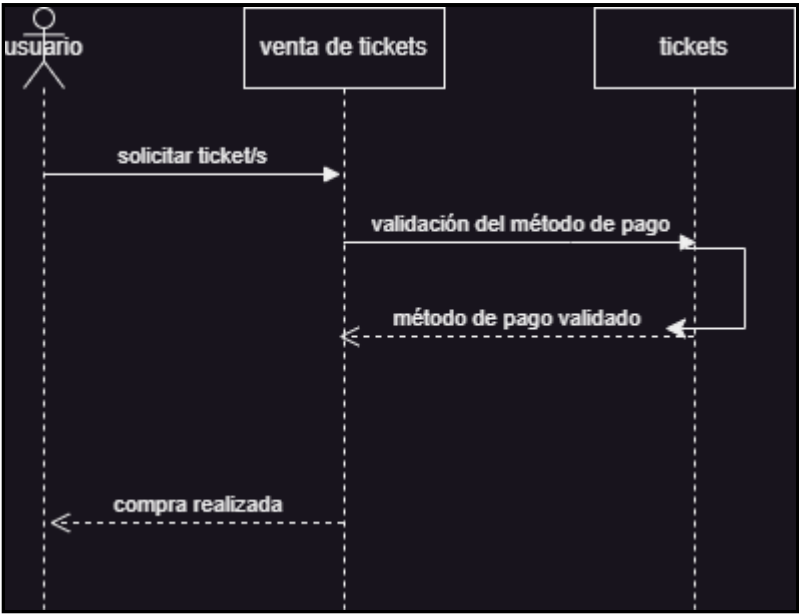 usuario
venta de tickets
tickets
solicitar ticket/s
validación del método de pago
método de pago validado
compra realizada